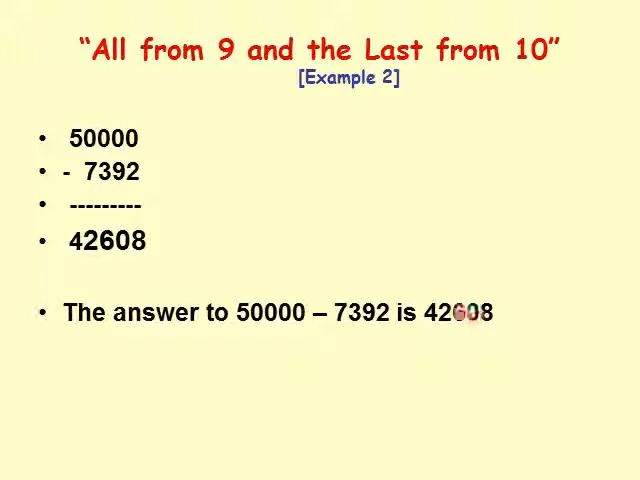 “All from 9 and the Last from 10”
[Example 2]
• 50000
• - 7392
• ---------
• 42608
• The answer to 50000 – 7392 is 42608